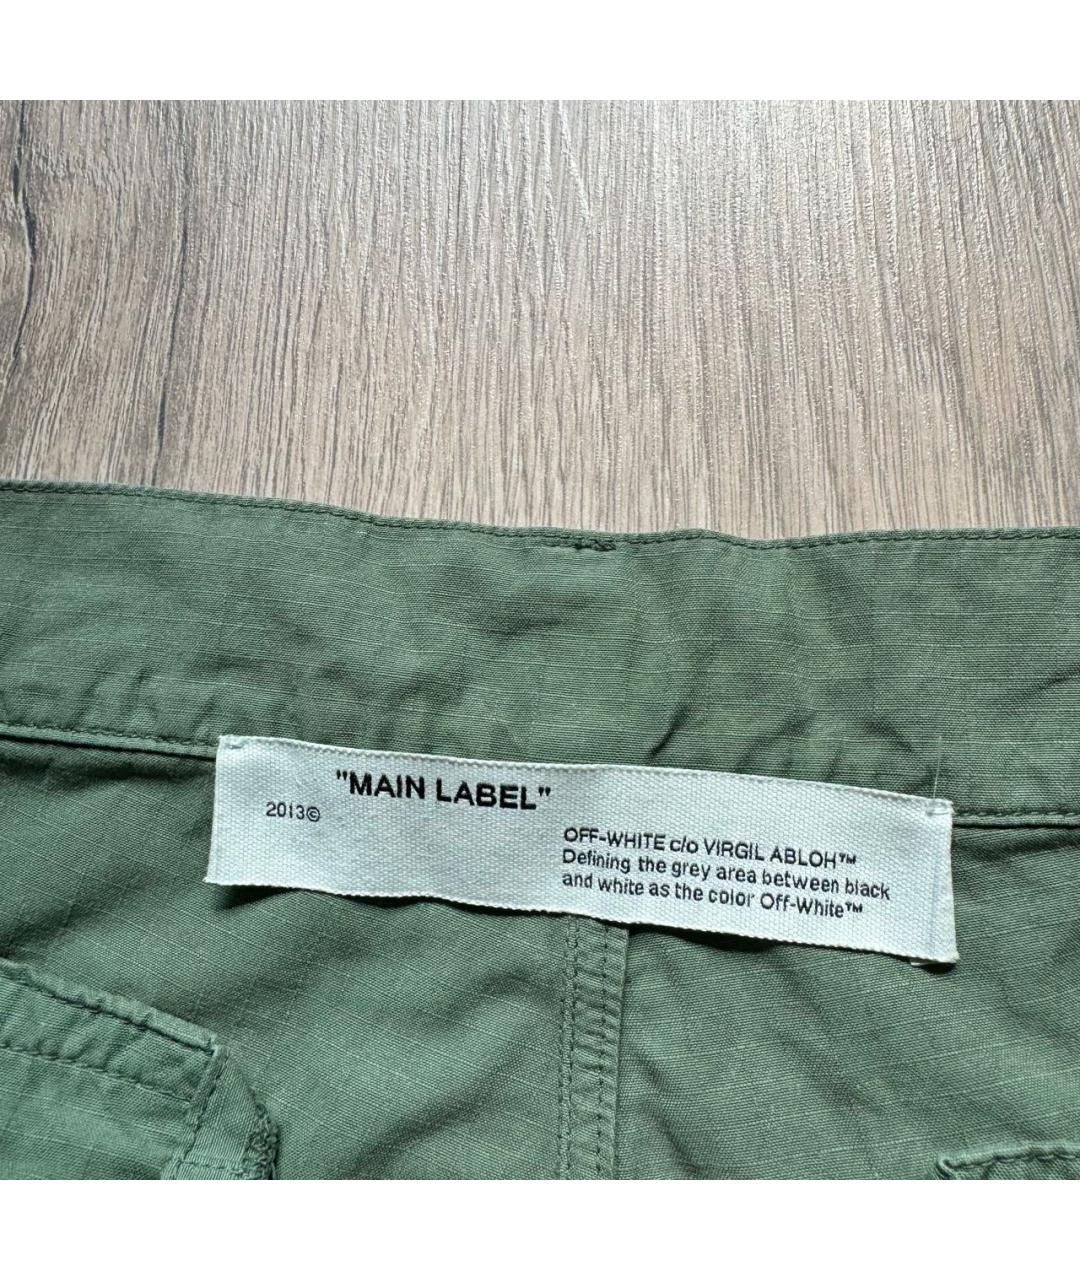 "MAIN LABEL"
2013©
OFF-WHITE c/o VIRGIL ABLOH™
Defining the grey area between black
and white as the color Off-White™